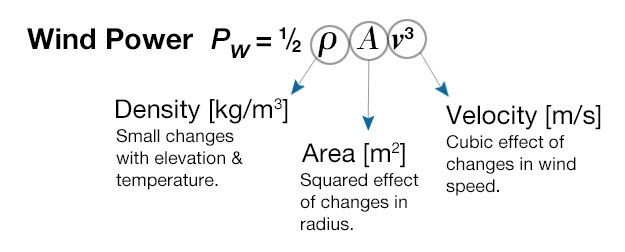 Wind Power P_W = ½ ρ A v³
Density [kg/m³]
Small changes
with elevation &
temperature.
Area [m²]
Squared effect
of changes in
radius.
Velocity [m/s]
Cubic effect of
changes in wind
speed.